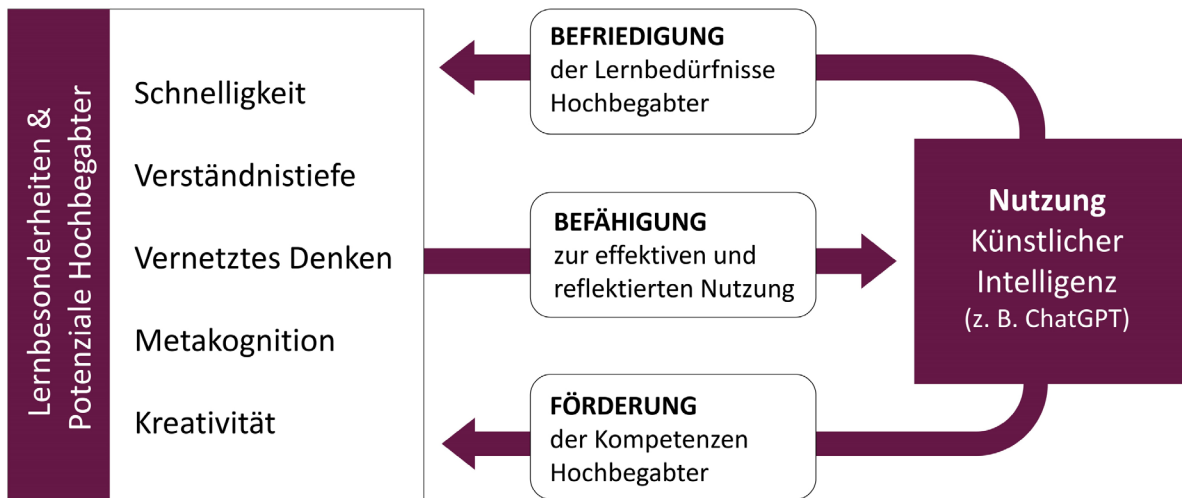 Lernbesonderheiten &
Potenziale Hochbegabter
Schnelligkeit
Verständnistiefe
Vernetztes Denken
Metakognition
Kreativität
BEFRIEDIGUNG
der Lernbedürfnisse
Hochbegabter
BEFÄHIGUNG
zur effektiven und
reflektierten Nutzung
FÖRDERUNG
der Kompetenzen
Hochbegabter
Nutzung
Künstlicher
Intelligenz
(z. B. ChatGPT)